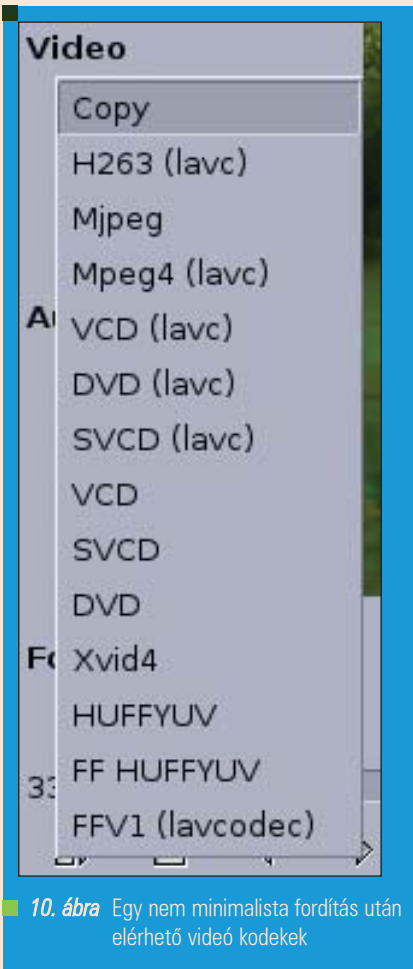 Video
Copy
H263 (lavc)
Mjpeg
Mpeg4 (lavc)
VCD (lavc)
DVD (lavc)
SVCD (lavc)
VCD
SVCD
DVD
Xvid4
HUFFYUV
FF HUFFYUV
FFV1 (lavcodec)
10. ábra Egy nem minimalista fordítás után
elérhető videó kodekek